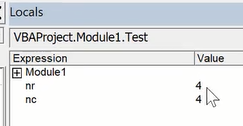 Locals
VBAProject.Module1.Test
Expression Value
Module1
nr 4
nc 4